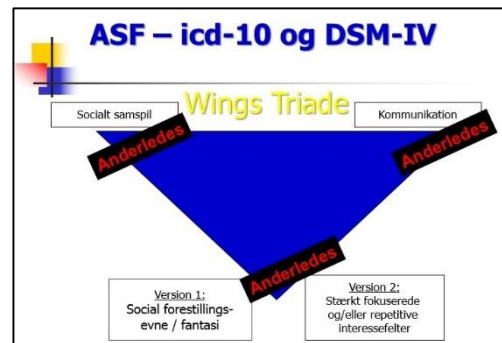 ASF – icd-10 og DSM-IV
Wings Triade
Socialt samspil
Kommunikation
Anderledes
Anderledes
Anderledes
Version 1:
Social forestillings-
evne / fantasi
Version 2:
Stærkt fokuserede
og/eller repetitive
interessefelter